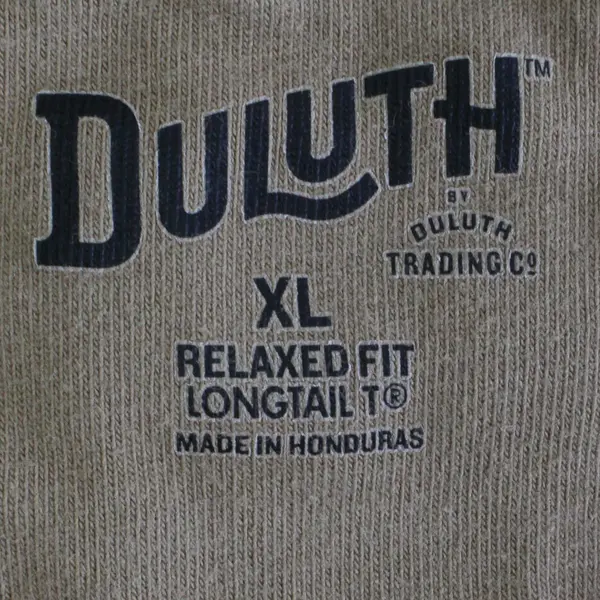 DULUTH™
BY
DULUTH
TRADING Cº
XL
RELAXED FIT
LONGTAIL T®
MADE IN HONDURAS